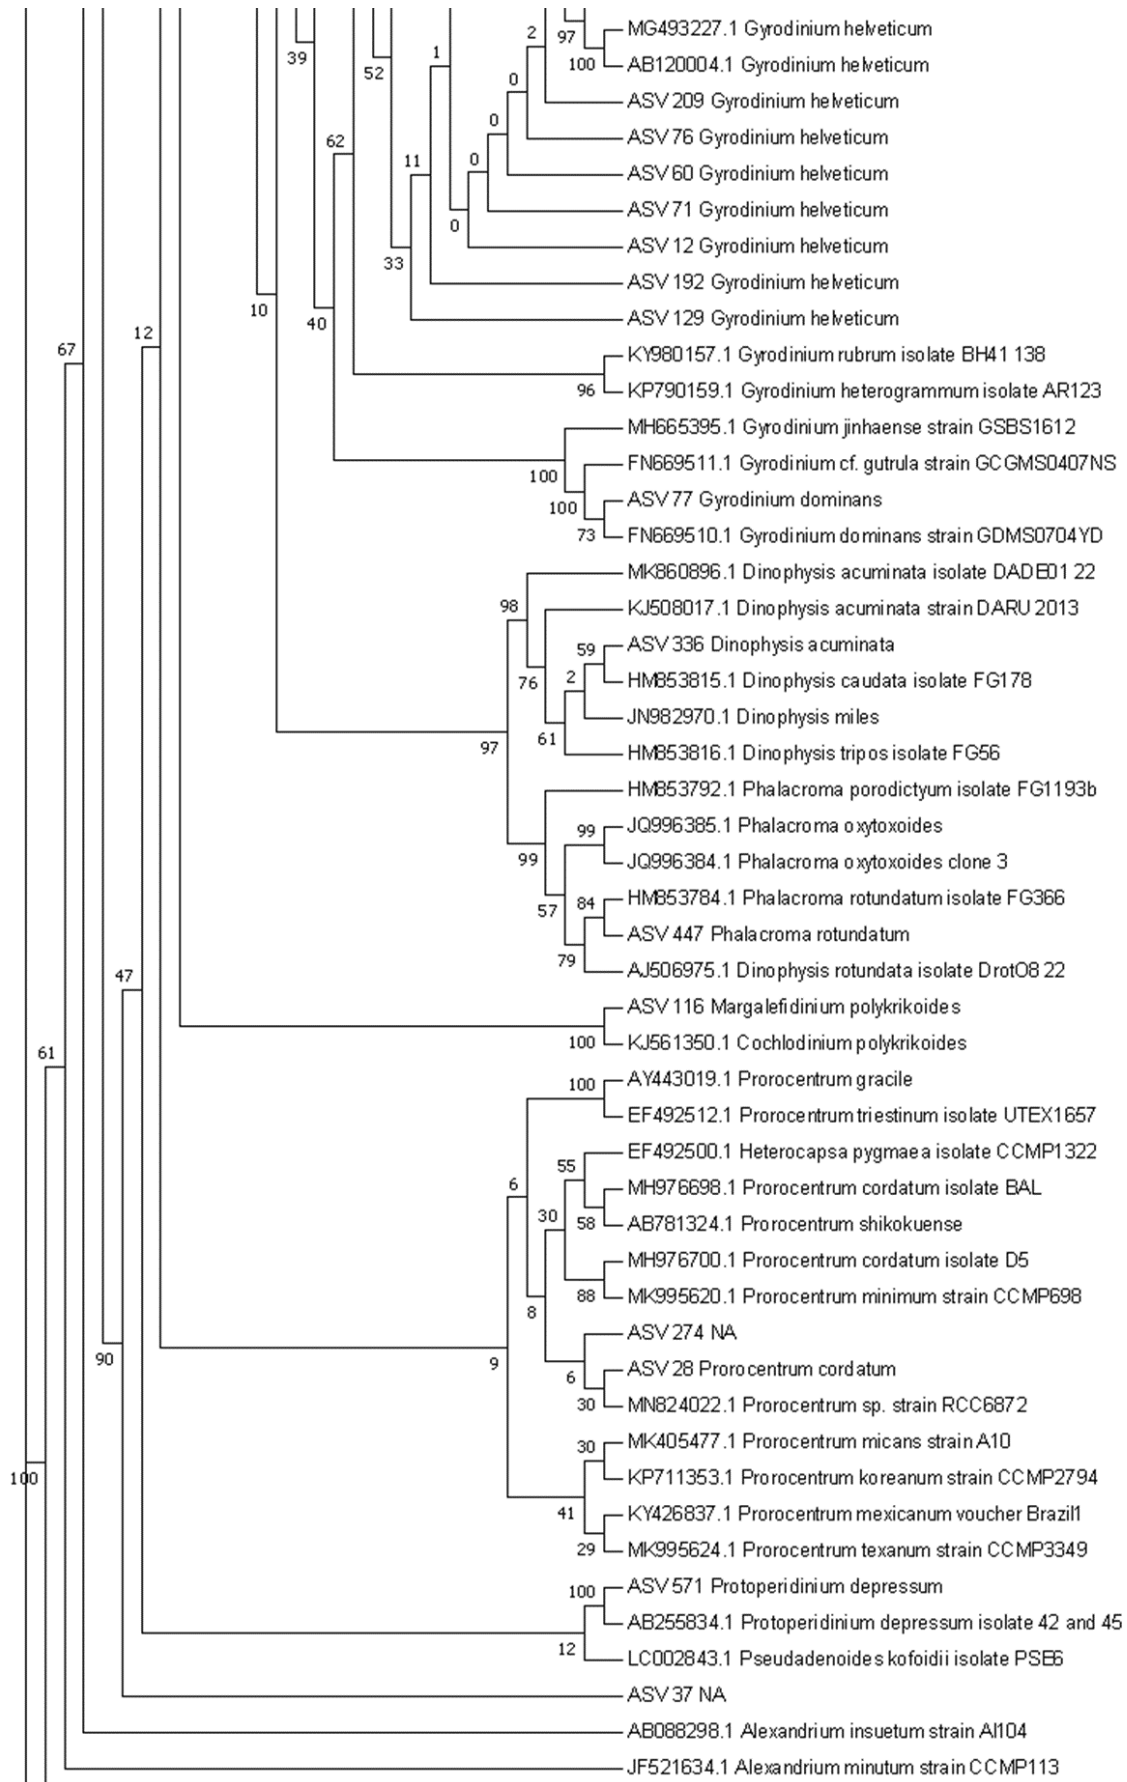 MG493227.1 Gyrodinium helveticum
AB120004.1 Gyrodinium helveticum
ASV 209 Gyrodinium helveticum
ASV 76 Gyrodinium helveticum
ASV 60 Gyrodinium helveticum
ASV 71 Gyrodinium helveticum
ASV 12 Gyrodinium helveticum
ASV 192 Gyrodinium helveticum
ASV 129 Gyrodinium helveticum
KY980157.1 Gyrodinium rubrum isolate BH41 138
KP790159.1 Gyrodinium heterogrammum isolate AR123
MH665395.1 Gyrodinium jinhaense strain GSBS1612
FN669511.1 Gyrodinium cf. gutrula strain GCGMS0407NS
ASV 77 Gyrodinium dominans
FN669510.1 Gyrodinium dominans strain GDMS0704YD
MK860896.1 Dinophysis acuminata isolate DADE01 22
KJ508017.1 Dinophysis acuminata strain DARU 2013
ASV 336 Dinophysis acuminata
HM853815.1 Dinophysis caudata isolate FG178
JN982970.1 Dinophysis miles
HM853816.1 Dinophysis tripos isolate FG56
HM853792.1 Phalacroma porodictyum isolate FG1193b
JQ996385.1 Phalacroma oxytoxoides
JQ996384.1 Phalacroma oxytoxoides clone 3
HM853784.1 Phalacroma rotundatum isolate FG366
ASV 447 Phalacroma rotundatum
AJ506975.1 Dinophysis rotundata isolate DrotO8 22
ASV 116 Margalefidinium polykrikoides
KJ561350.1 Cochlodinium polykrikoides
AY443019.1 Prorocentrum gracile
EF492512.1 Prorocentrum triestinum isolate UTEX1657
EF492500.1 Heterocapsa pygmaea isolate CCMP1322
MH976698.1 Prorocentrum cordatum isolate BAL
AB781324.1 Prorocentrum shikokuense
MH976700.1 Prorocentrum cordatum isolate D5
MK995620.1 Prorocentrum minimum strain CCMP698
ASV 274 NA
ASV 28 Prorocentrum cordatum
MN824022.1 Prorocentrum sp. strain RCC6872
MK405477.1 Prorocentrum micans strain A10
KP711353.1 Prorocentrum koreanum strain CCMP2794
KY426837.1 Prorocentrum mexicanum voucher Brazil1
MK995624.1 Prorocentrum texanum strain CCMP3349
ASV 571 Protoperidinium depressum
AB255834.1 Protoperidinium depressum isolate 42 and 45
LC002843.1 Pseudadenoides kofoidii isolate PSE6
ASV 37 NA
AB088298.1 Alexandrium insuetum strain AI104
JF521634.1 Alexandrium minutum strain CCMP113
97
100
2
0
0
0
0
1
11
33
52
39
62
40
10
96
100
100
73
98
76
59
2
61
97
99
99
57
84
79
100
100
6
55
58
30
88
8
6
30
9
30
41
29
100
12
12
47
90
67
61
100